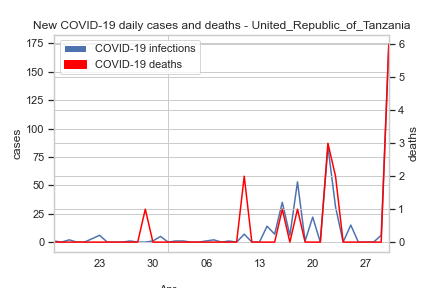 New COVID-19 daily cases and deaths - United_Republic_of_Tanzania
COVID-19 infections
COVID-19 deaths
175
150
125
100
75
50
25
0
cases
6
5
4
3
2
1
0
deaths
23 30 06 13 20 27